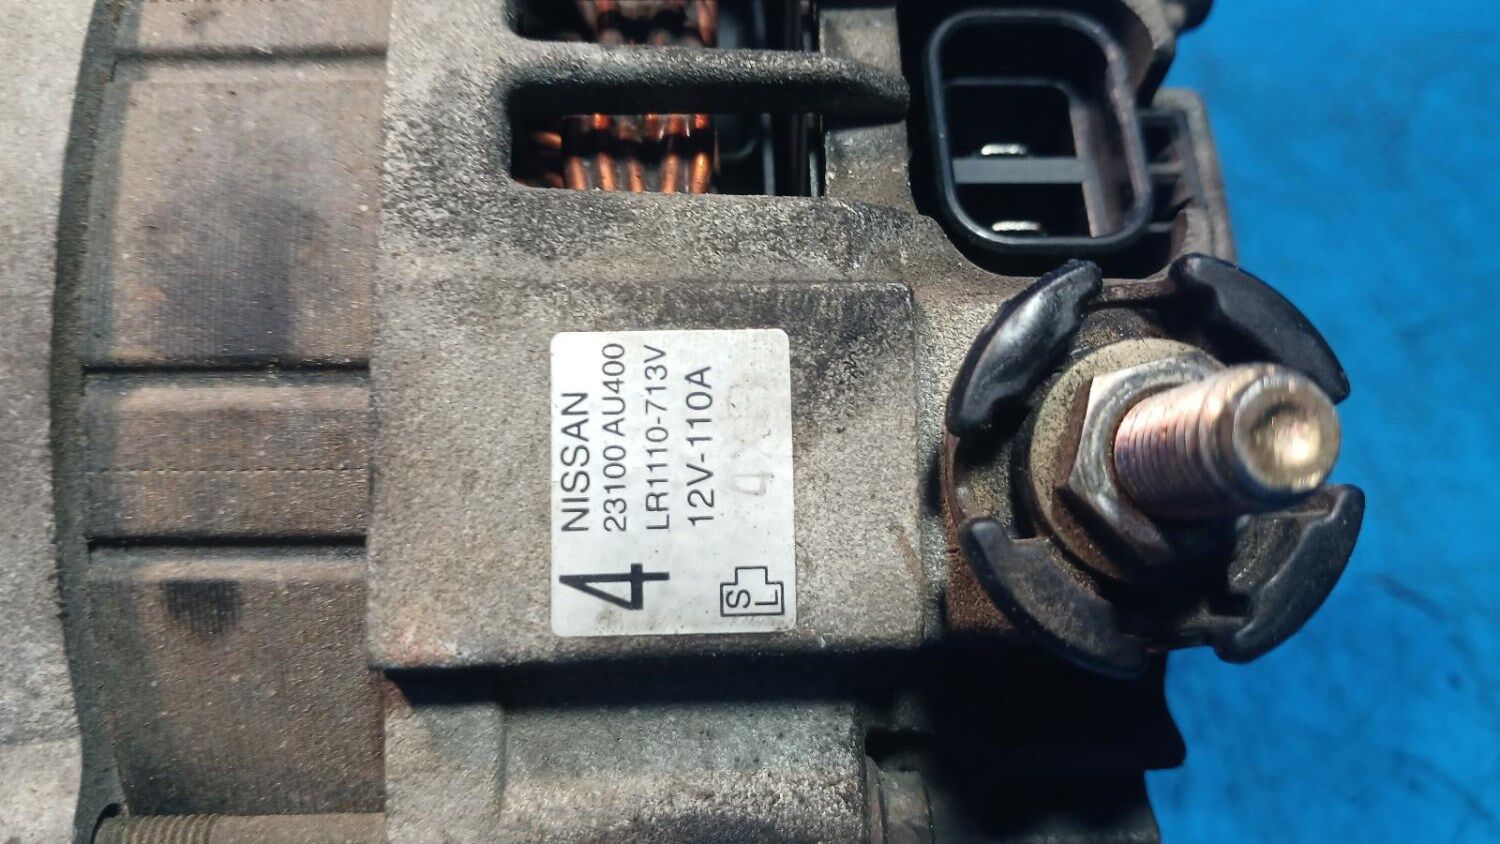 NISSAN
23100 AU400
LR1110-713V
12V-110A
4
S
L